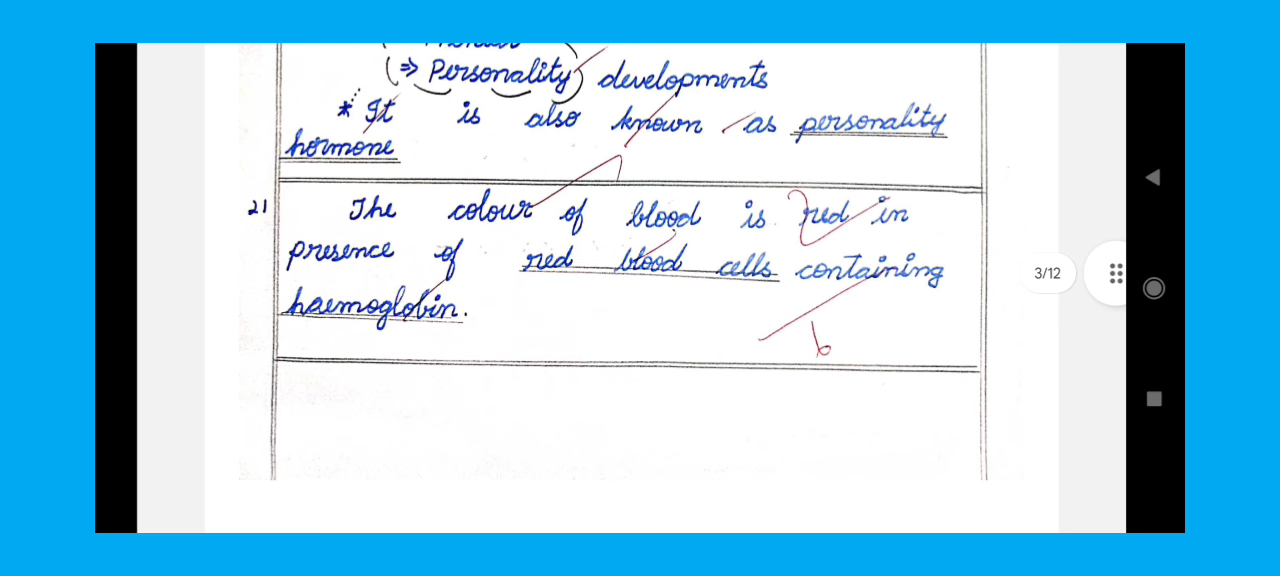 (⇒ Personality) developments
* It is also known as personality
hormone
21 The colour of blood is red in
presence of red blood cells containing
haemoglobin.
3/12